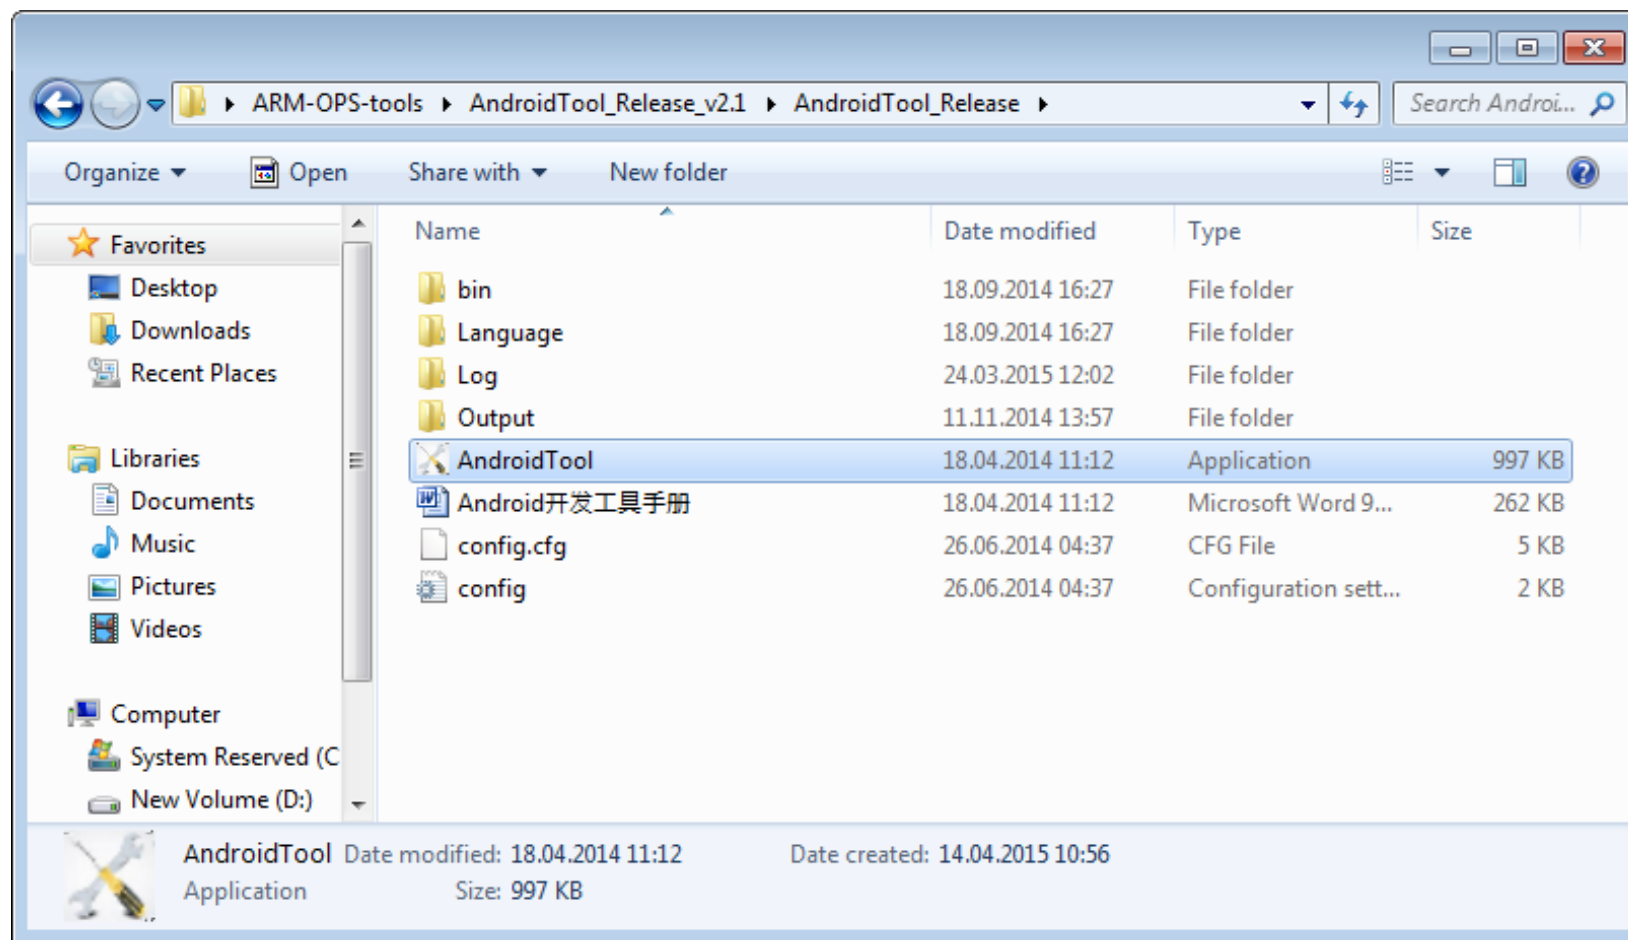 ARM-OPS-tools AndroidTool_Release_v2.1 AndroidTool_Release Search Androi...
Organize Open Share with New folder
Name Date modified Type Size
Favorites
Desktop
Downloads
Recent Places
Libraries
Documents
Music
Pictures
Videos
Computer
System Reserved (C
New Volume (D:)
bin 18.09.2014 16:27 File folder
Language 18.09.2014 16:27 File folder
Log 24.03.2015 12:02 File folder
Output 11.11.2014 13:57 File folder
AndroidTool 18.04.2014 11:12 Application 997 KB
Android开发工具手册 18.04.2014 11:12 Microsoft Word 9... 262 KB
config.cfg 26.06.2014 04:37 CFG File 5 KB
config 26.06.2014 04:37 Configuration sett... 2 KB
AndroidTool Date modified: 18.04.2014 11:12 Date created: 14.04.2015 10:56
Application Size: 997 KB